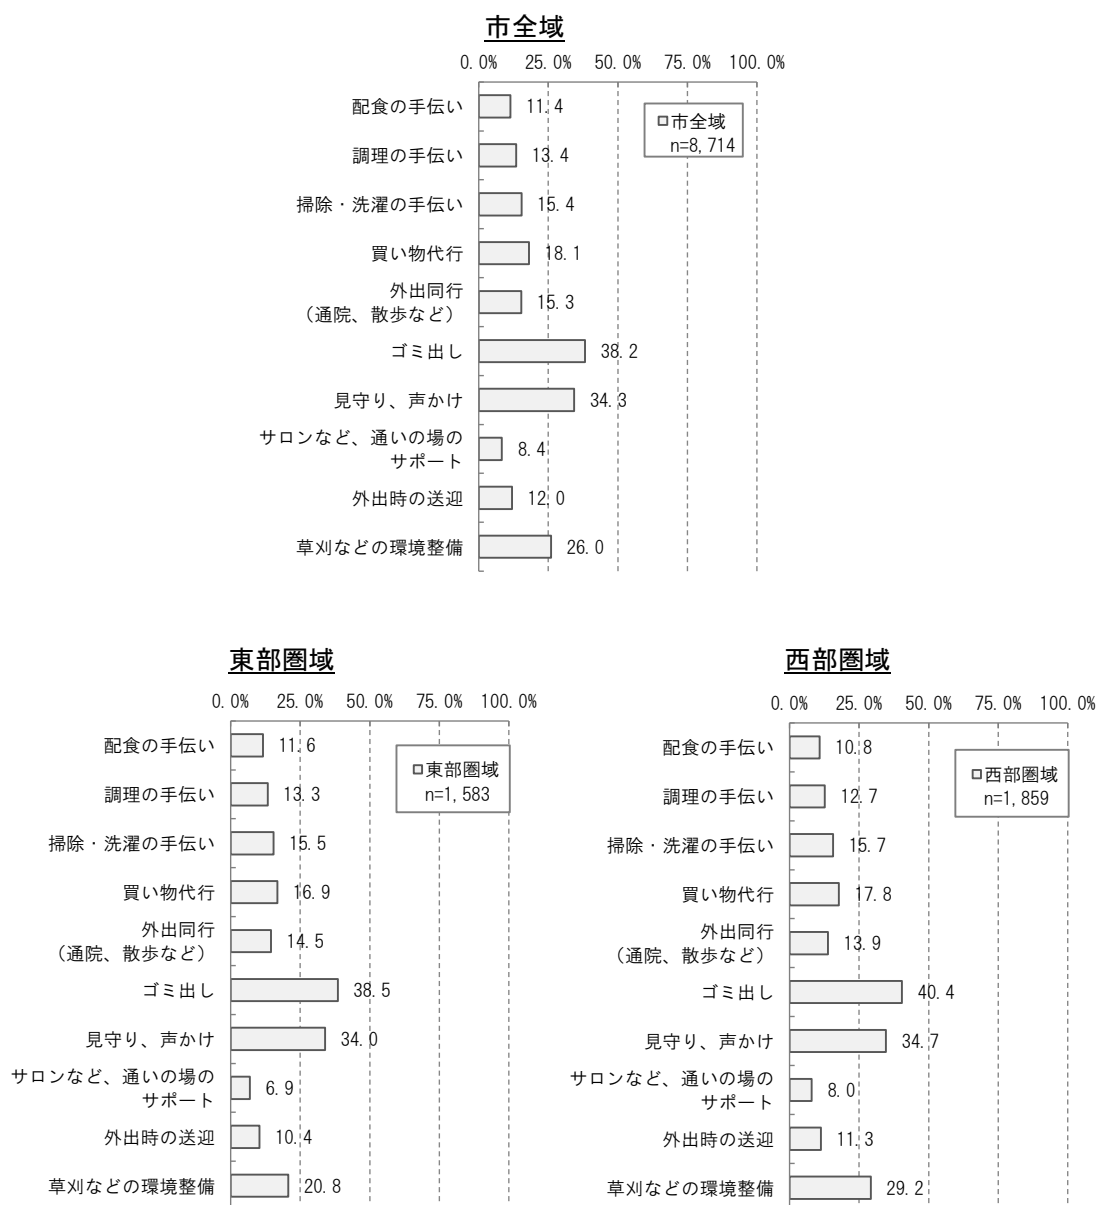 市全域
0.0% 25.0% 50.0% 75.0% 100.0%
配食の手伝い 11.4
調理の手伝い 13.4
掃除・洗濯の手伝い 15.4
買い物代行 18.1
外出同行
（通院、散歩など） 15.3
ゴミ出し 38.2
見守り、声かけ 34.3
サロンなど、通いの場の
サポート 8.4
外出時の送迎 12.0
草刈などの環境整備 26.0
市全域
n=8,714
東部圏域
0.0% 25.0% 50.0% 75.0% 100.0%
配食の手伝い 11.6
調理の手伝い 13.3
掃除・洗濯の手伝い 15.5
買い物代行 16.9
外出同行
（通院、散歩など） 14.5
ゴミ出し 38.5
見守り、声かけ 34.0
サロンなど、通いの場の
サポート 6.9
外出時の送迎 10.4
草刈などの環境整備 20.8
東部圏域
n=1,583
西部圏域
0.0% 25.0% 50.0% 75.0% 100.0%
配食の手伝い 10.8
調理の手伝い 12.7
掃除・洗濯の手伝い 15.7
買い物代行 17.8
外出同行
（通院、散歩など） 13.9
ゴミ出し 40.4
見守り、声かけ 34.7
サロンなど、通いの場の
サポート 8.0
外出時の送迎 11.3
草刈などの環境整備 29.2
西部圏域
n=1,859